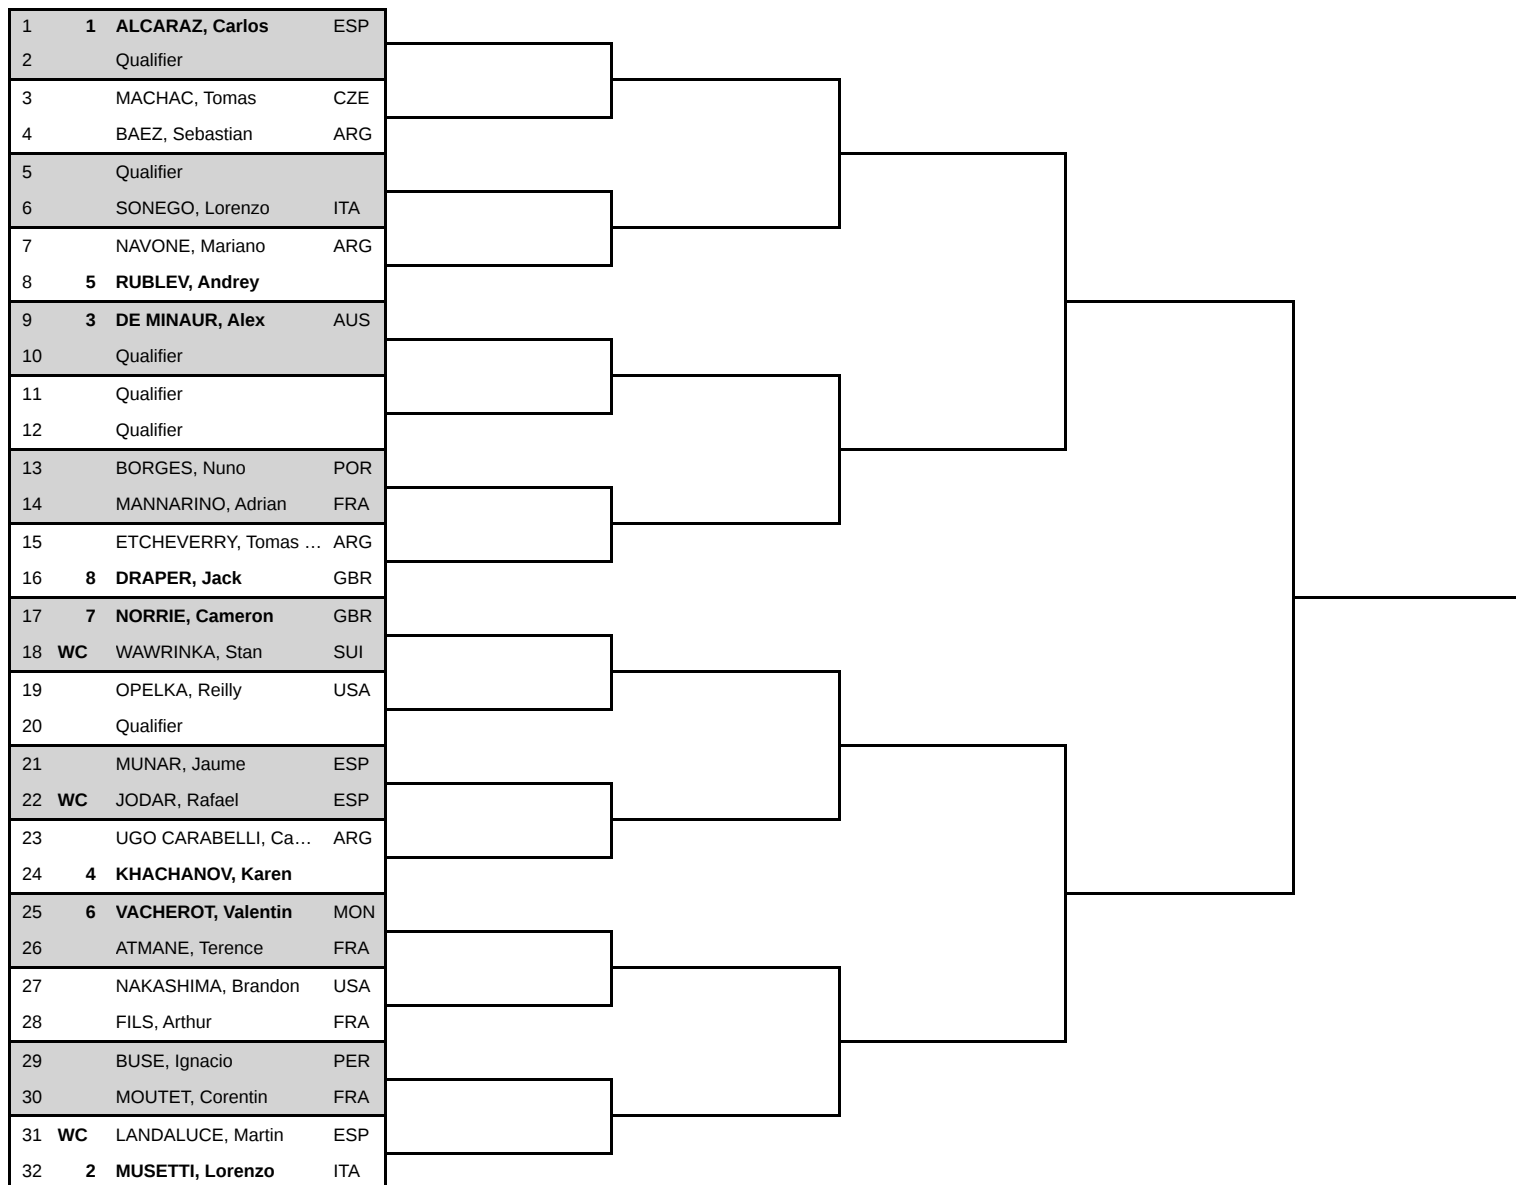 1 1 ALCARAZ, Carlos ESP
2 Qualifier
3 MACHAC, Tomas CZE
4 BAEZ, Sebastian ARG
5 Qualifier
6 SONEGO, Lorenzo ITA
7 NAVONE, Mariano ARG
8 5 RUBLEV, Andrey
9 3 DE MINAUR, Alex AUS
10 Qualifier
11 Qualifier
12 Qualifier
13 BORGES, Nuno POR
14 MANNARINO, Adrian FRA
15 ETCHEVERRY, Tomas … ARG
16 8 DRAPER, Jack GBR
17 7 NORRIE, Cameron GBR
18 WC WAWRINKA, Stan SUI
19 OPELKA, Reilly USA
20 Qualifier
21 MUNAR, Jaume ESP
22 WC JODAR, Rafael ESP
23 UGO CARABELLI, Ca… ARG
24 4 KHACHANOV, Karen
25 6 VACHEROT, Valentin MON
26 ATMANE, Terence FRA
27 NAKASHIMA, Brandon USA
28 FILS, Arthur FRA
29 BUSE, Ignacio PER
30 MOUTET, Corentin FRA
31 WC LANDALUCE, Martin ESP
32 2 MUSETTI, Lorenzo ITA